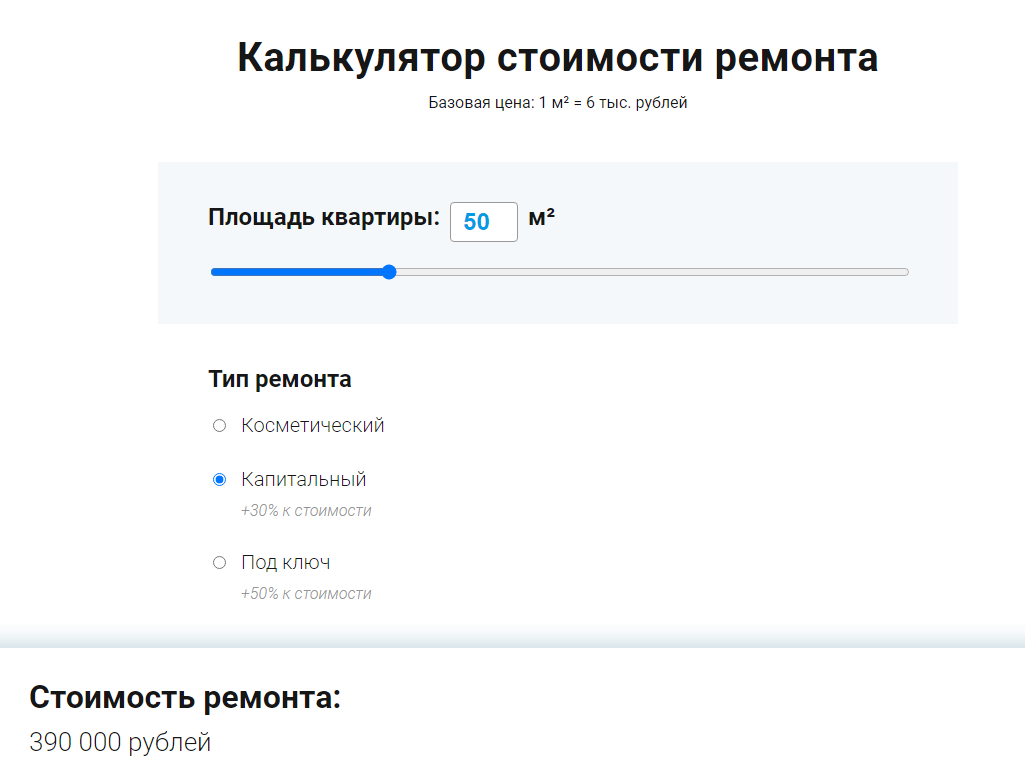 Калькулятор стоимости ремонта
Базовая цена: 1 м² = 6 тыс. рублей
Площадь квартиры: 50 м²
Тип ремонта
Косметический
Капитальный
+30% к стоимости
Под ключ
+50% к стоимости
Стоимость ремонта:
390 000 рублей